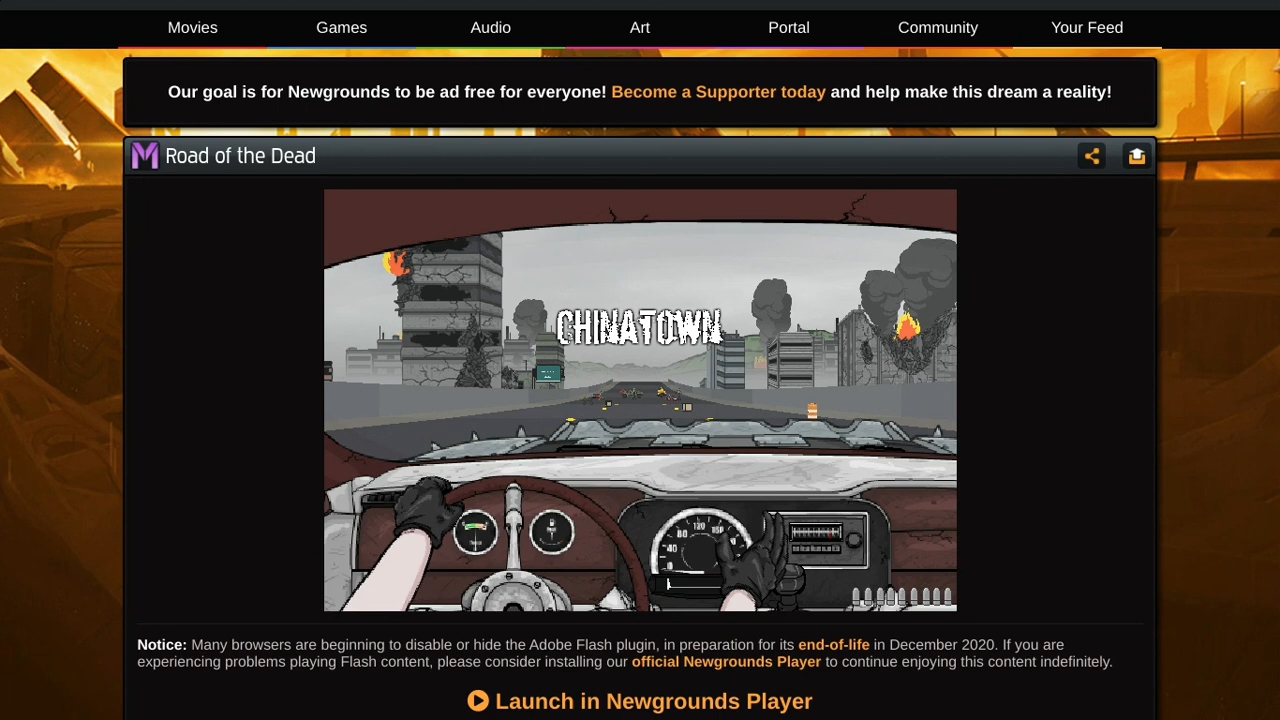 Movies Games Audio Art Portal Community Your Feed
Our goal is for Newgrounds to be ad free for everyone! Become a Supporter today and help make this dream a reality!
M Road of the Dead
CHINATOWN
120
80
40
0
Notice: Many browsers are beginning to disable or hide the Adobe Flash plugin, in preparation for its end-of-life in December 2020. If you are
experiencing problems playing Flash content, please consider installing our official Newgrounds Player to continue enjoying this content indefinitely.
Launch in Newgrounds Player